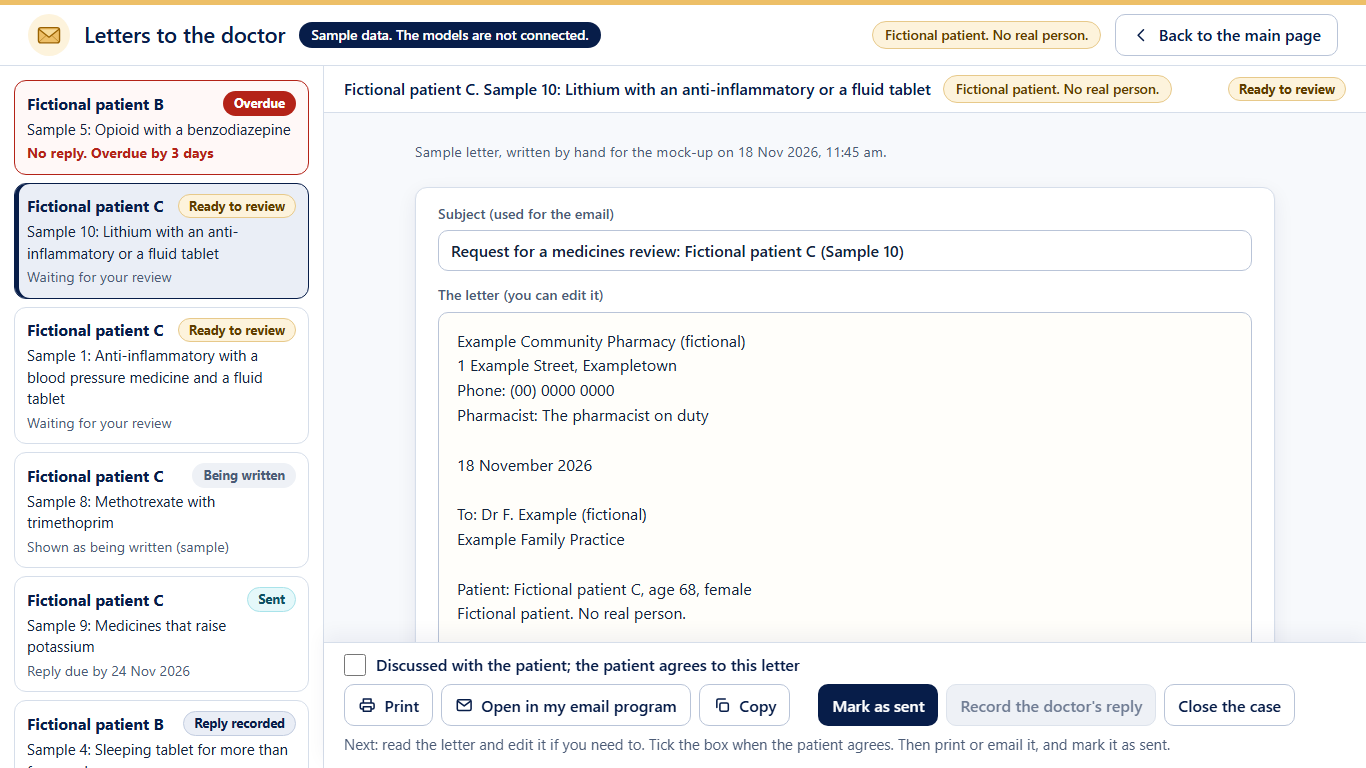 Letters to the doctor
Sample data. The models are not connected.
Fictional patient. No real person.
Back to the main page
Fictional patient B
Overdue
Sample 5: Opioid with a benzodiazepine
No reply. Overdue by 3 days
Fictional patient C
Ready to review
Sample 10: Lithium with an anti-
inflammatory or a fluid tablet
Waiting for your review
Fictional patient C
Ready to review
Sample 1: Anti-inflammatory with a
blood pressure medicine and a fluid
tablet
Waiting for your review
Fictional patient C
Being written
Sample 8: Methotrexate with
trimethoprim
Shown as being written (sample)
Fictional patient C
Sent
Sample 9: Medicines that raise
potassium
Reply due by 24 Nov 2026
Fictional patient B
Reply recorded
Sample 4: Sleeping tablet for more than
Fictional patient C. Sample 10: Lithium with an anti-inflammatory or a fluid tablet
Fictional patient. No real person.
Ready to review
Sample letter, written by hand for the mock-up on 18 Nov 2026, 11:45 am.
Subject (used for the email)
Request for a medicines review: Fictional patient C (Sample 10)
The letter (you can edit it)
Example Community Pharmacy (fictional)
1 Example Street, Exampletown
Phone: (00) 0000 0000
Pharmacist: The pharmacist on duty
18 November 2026
To: Dr F. Example (fictional)
Example Family Practice
Patient: Fictional patient C, age 68, female
Fictional patient. No real person.
Discussed with the patient; the patient agrees to this letter
Print
Open in my email program
Copy
Mark as sent
Record the doctor's reply
Close the case
Next: read the letter and edit it if you need to. Tick the box when the patient agrees. Then print or email it, and mark it as sent.